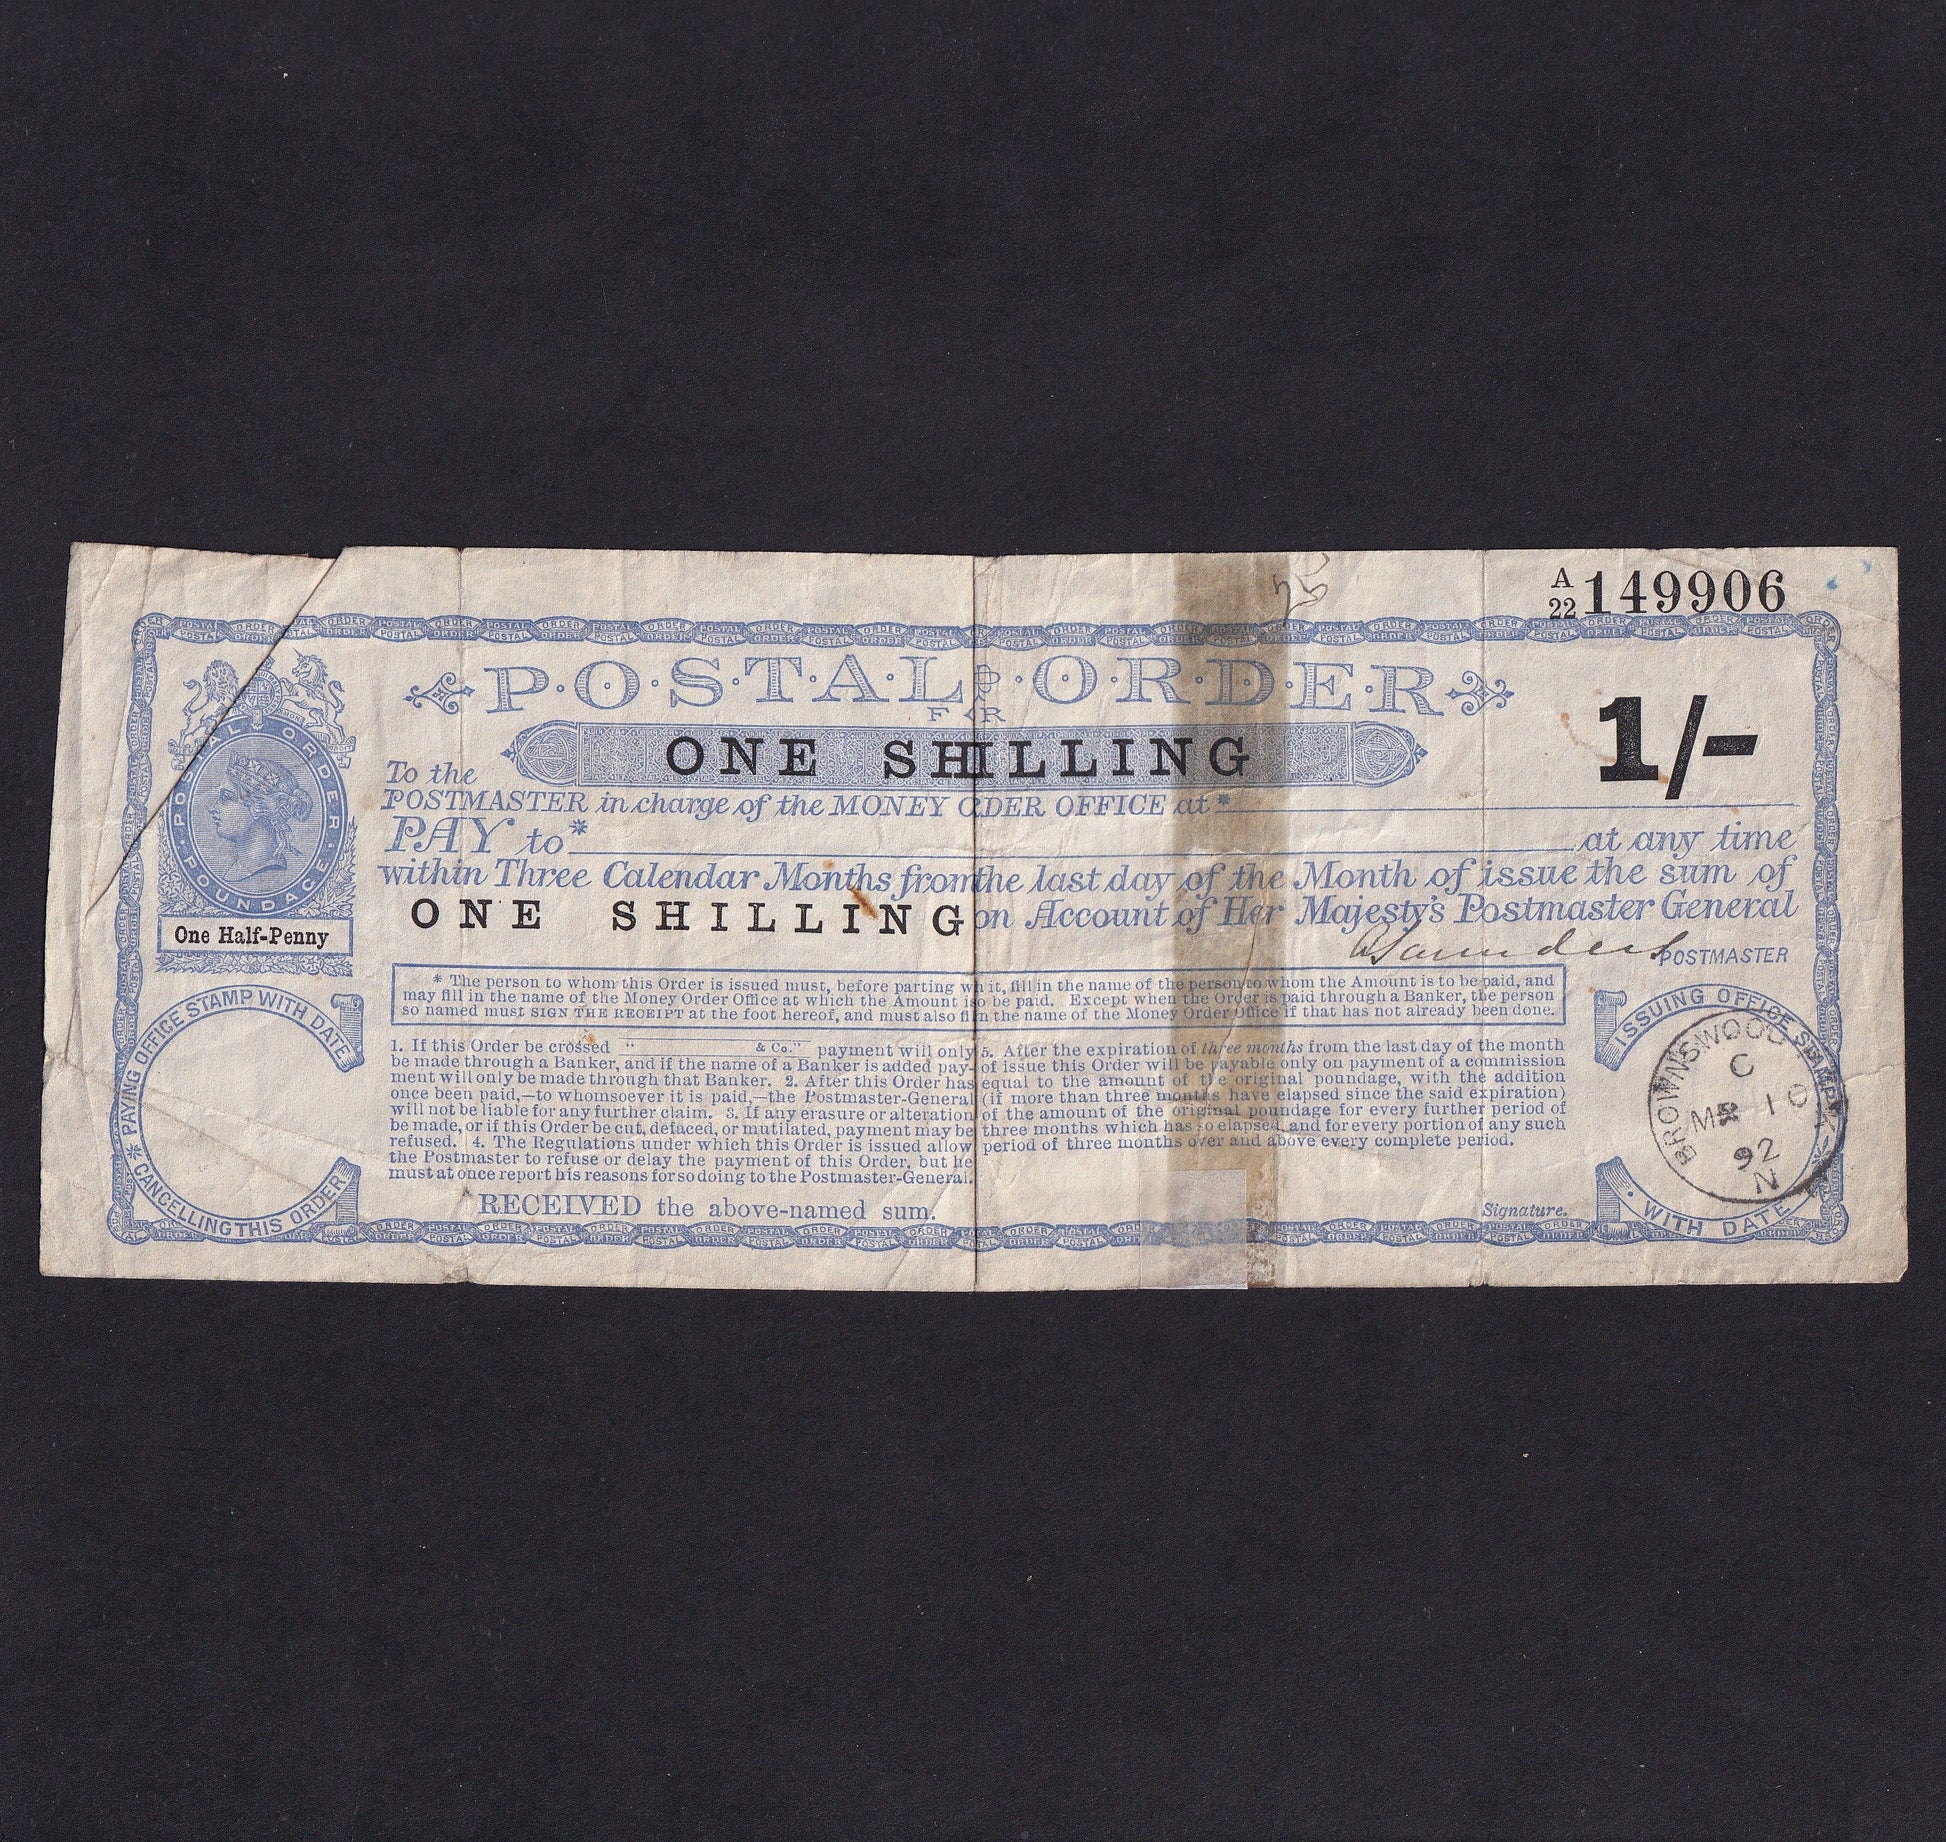 A
22 149906
POSTAL ORDER
FOR
ONE SHILLING
1/-
To the
POSTMASTER in charge of the MONEY ORDER OFFICE at*
PAY to* at any time
within Three Calendar Months from the last day of the Month of issue the sum of
ONE SHILLING on Account of Her Majesty's Postmaster General
POSTMASTER
POSTAL ORDER
POUNDAGE
One Half-Penny
* The person to whom this Order is issued must, before parting with it, fill in the name of the person to whom the Amount is to be paid, and
may fill in the name of the Money Order Office at which the Amount is to be paid. Except when the Order is paid through a Banker, the person
so named must SIGN THE RECEIPT at the foot hereof, and must also fill in the name of the Money Order Office if that has not already been done.
PAYING OFFICE STAMP WITH DATE
* CANCELLING THIS ORDER
1. If this Order be crossed " & Co." payment will only
be made through a Banker, and if the name of a Banker is added pay-
ment will only be made through that Banker. 2. After this Order has
once been paid,—to whomsoever it is paid,—the Postmaster-General
will not be liable for any further claim. 3. If any erasure or alteration
be made, or if this Order be cut, defaced, or mutilated, payment may be
refused. 4. The Regulations under which this Order is issued allow
the Postmaster to refuse or delay the payment of this Order, but he
must at once report his reasons for so doing to the Postmaster-General.
5. After the expiration of three months from the last day of the month
of issue this Order will be payable only on payment of a commission
equal to the amount of the original poundage, with the addition
(if more than three months have elapsed since the said expiration)
of the amount of the original poundage for every further period of
three months which has so elapsed and for every portion of any such
period of three months over and above every complete period.
ISSUING OFFICE STAMP
WITH DATE
BROWNSWOOD
C
MR 10
92
N
RECEIVED the above-named sum.
Signature.